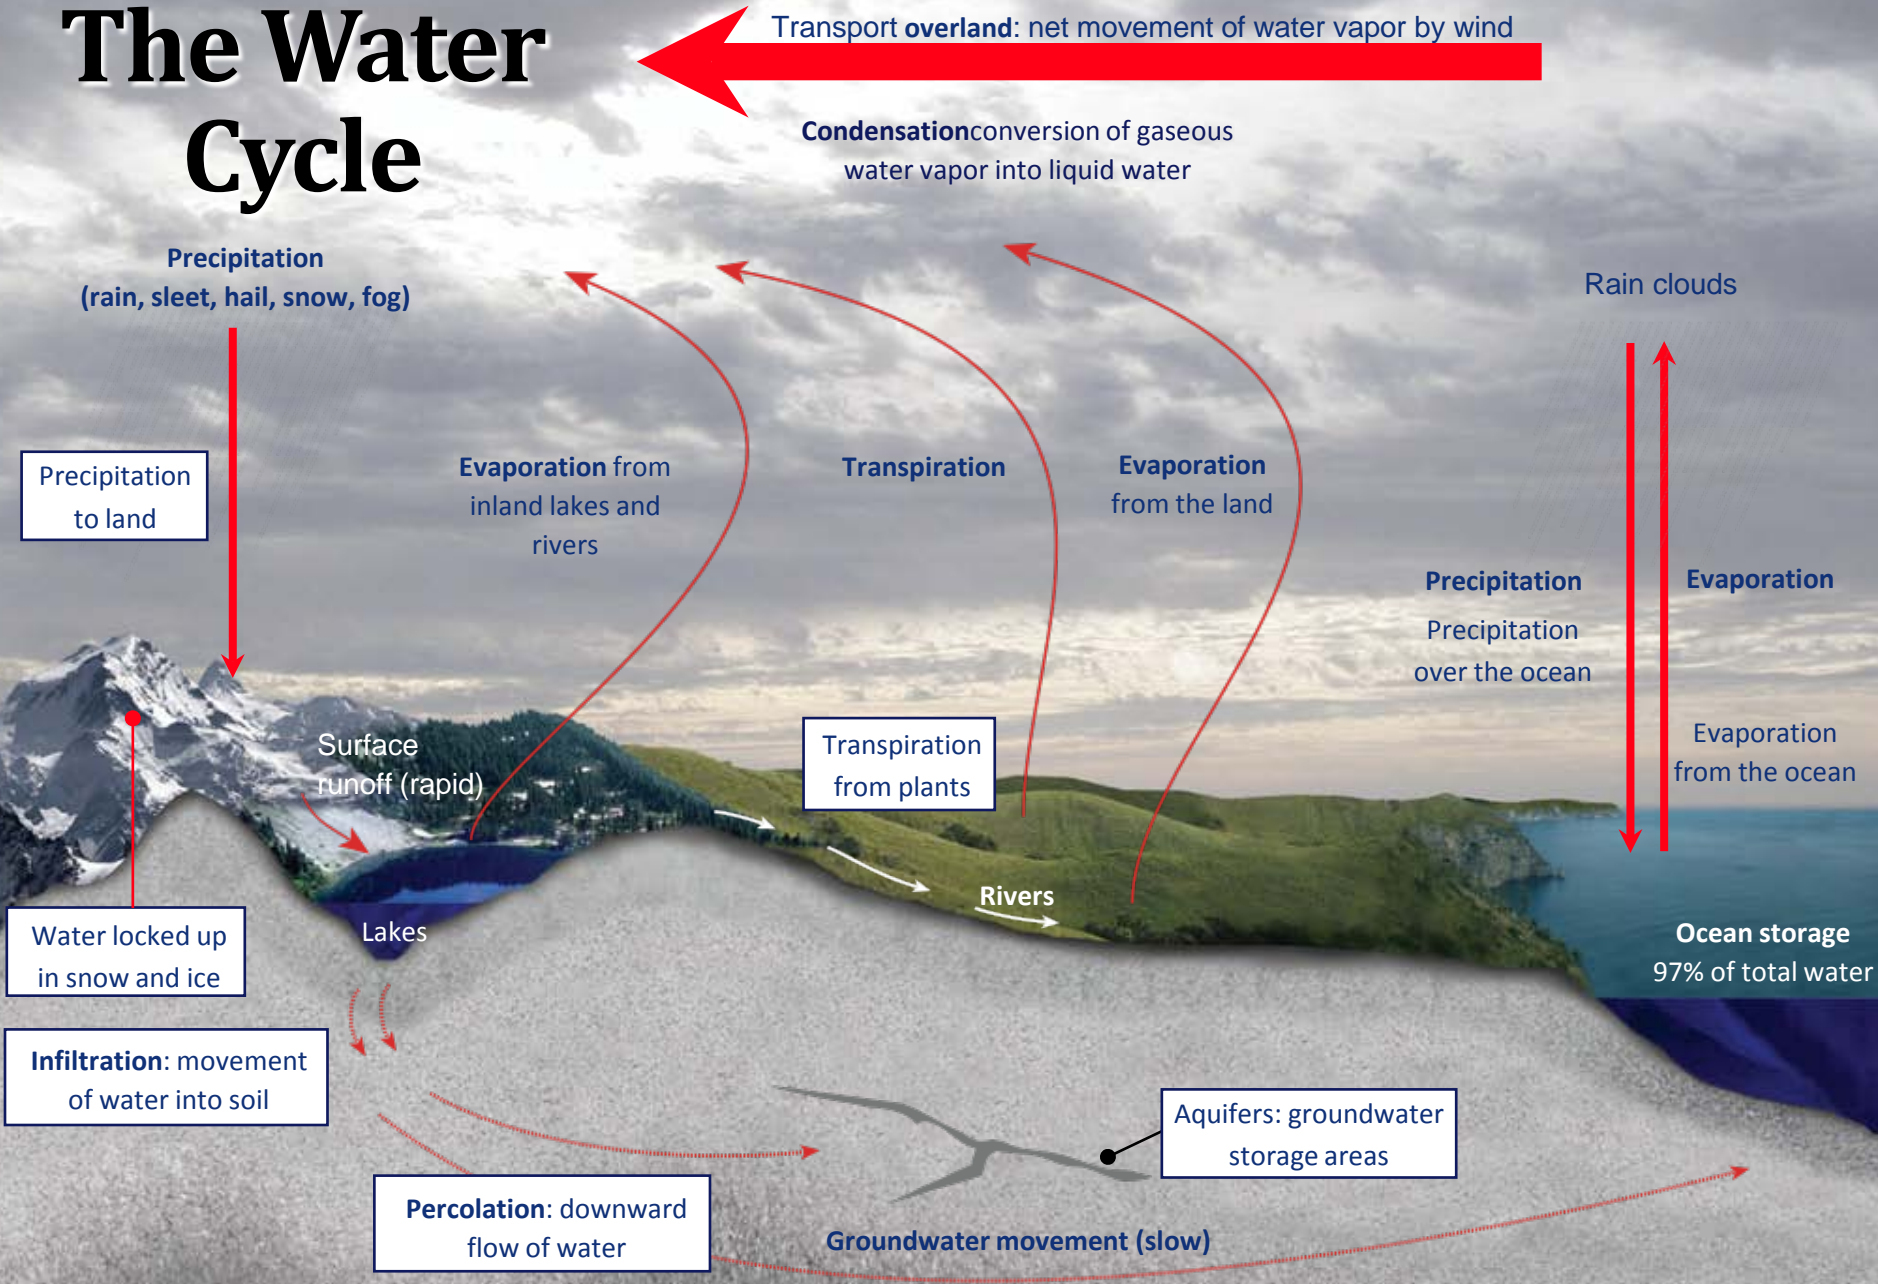 The Water
Cycle
Transport overland: net movement of water vapor by wind
Condensationconversion of gaseous
water vapor into liquid water
Precipitation
(rain, sleet, hail, snow, fog)
Rain clouds
Precipitation
to land
Evaporation from
inland lakes and
rivers
Transpiration
Evaporation
from the land
Precipitation
Precipitation
over the ocean
Evaporation
Evaporation
from the ocean
Surface
runoff (rapid)
Transpiration
from plants
Rivers
Lakes
Water locked up
in snow and ice
Ocean storage
97% of total water
Infiltration: movement
of water into soil
Aquifers: groundwater
storage areas
Percolation: downward
flow of water
Groundwater movement (slow)